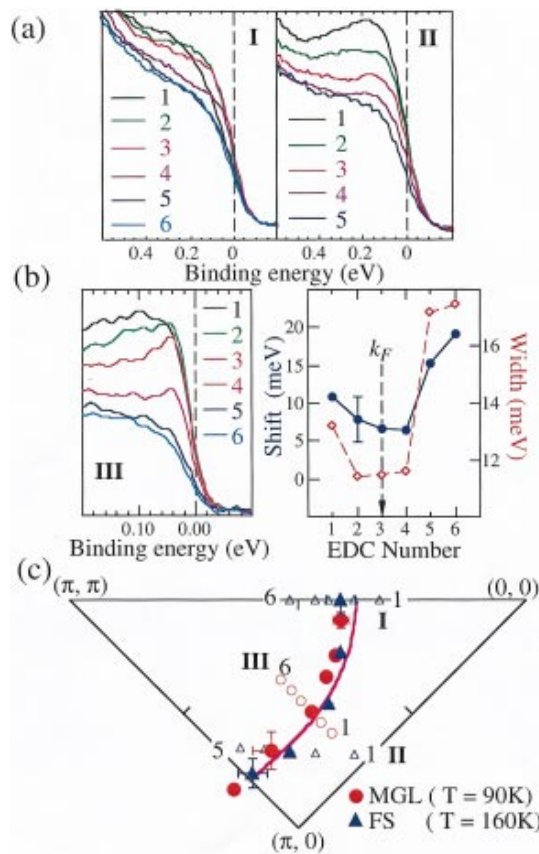 (a)
I
II
1
2
3
4
5
6
1
2
3
4
5
0.4 0.2 0
0.4 0.2 0
Binding energy (eV)
Binding energy (eV)
(b)
1
2
3
4
5
6
III
0.10 0.00
Binding energy (eV)
20
15
10
5
0
Shift (meV)
k_F
16
14
12
Width (meV)
1 2 3 4 5 6
EDC Number
(c)
(π, π)
(0, 0)
6
1
I
III
6
1
5
1
II
(π, 0)
MGL ( T = 90K)
FS ( T = 160K)